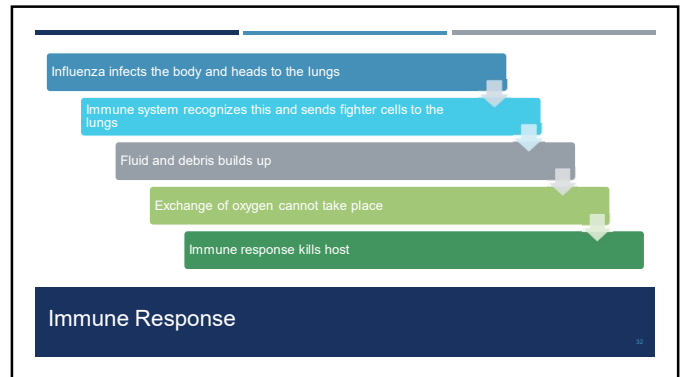 Influenza infects the body and heads to the lungs
Immune system recognizes this and sends fighter cells to the
lungs
Fluid and debris builds up
Exchange of oxygen cannot take place
Immune response kills host
Immune Response
32